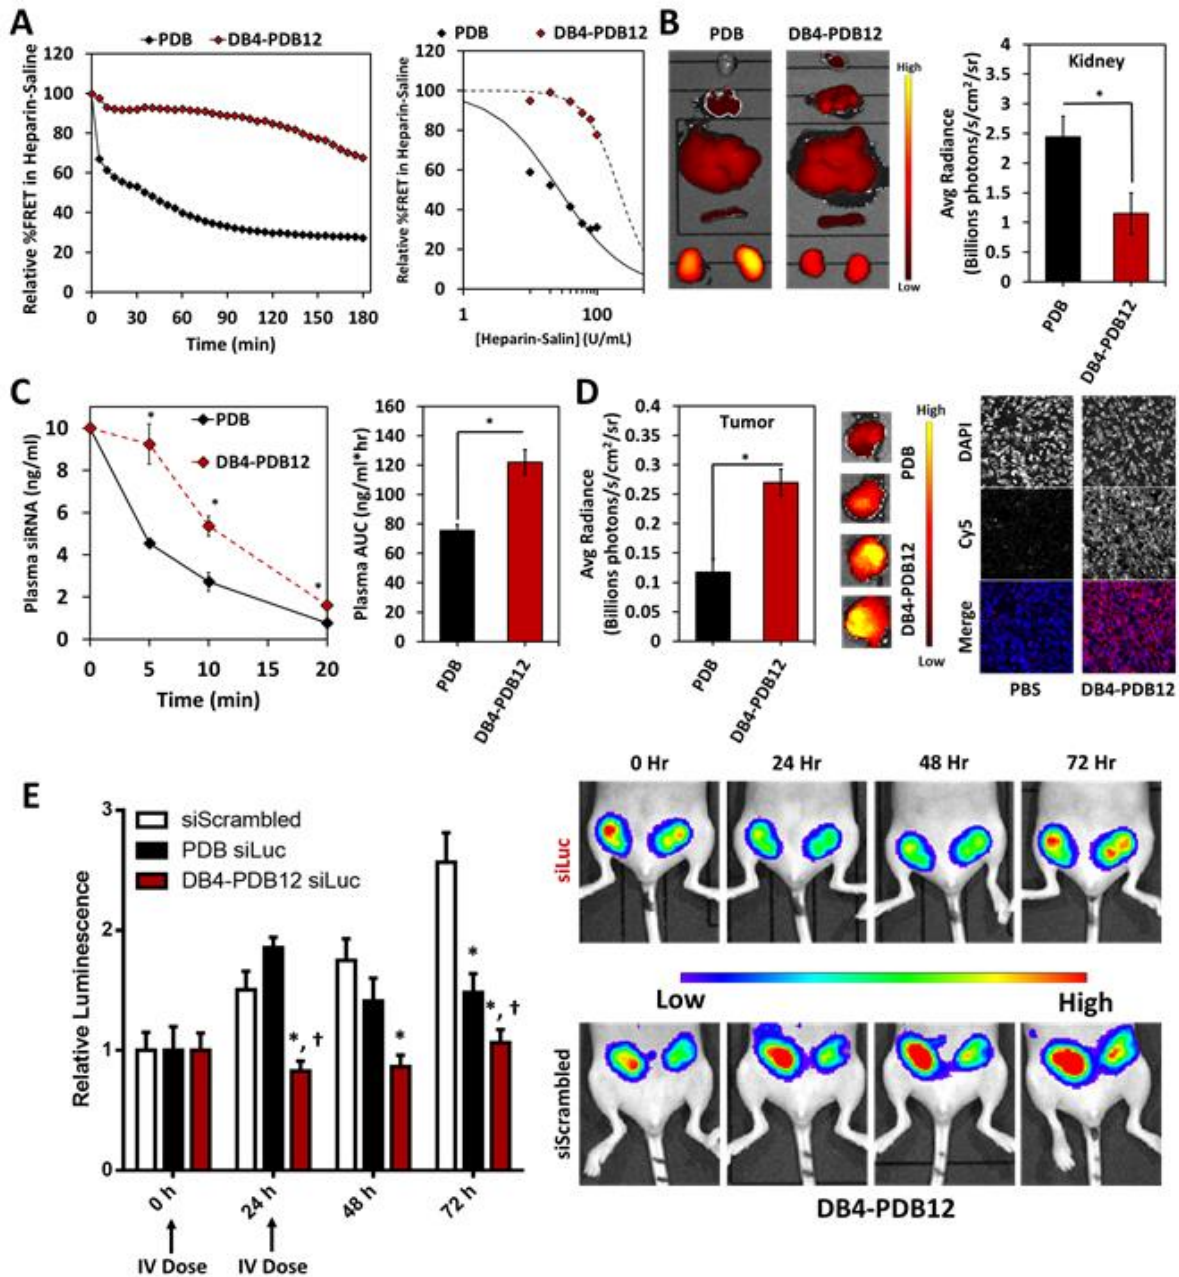 A
PDB DB4-PDB12
Relative %FRET in Heparin-Saline
120
100
80
60
40
20
0
0 30 60 90 120 150 180
Time (min)
PDB DB4-PDB12
Relative %FRET in Heparin-Saline
120
100
80
60
40
20
0
1 100
[Heparin-Salin] (U/mL)
B
PDB DB4-PDB12
High
Low
Avg Radiance
(Billions photons/s/cm²/sr)
4
3.5
3
2.5
2
1.5
1
0.5
0
Kidney
*
PDB
DB4-PDB12
C
Plasma siRNA (ng/ml)
10
8
6
4
2
0
PDB
DB4-PDB12
*
*
*
0 5 10 15 20
Time (min)
Plasma AUC (ng/ml*hr)
160
140
120
100
80
60
40
20
0
*
PDB
DB4-PDB12
D
Avg Radiance
(Billions photons/s/cm²/sr)
0.4
0.35
0.3
0.25
0.2
0.15
0.1
0.05
0
Tumor
*
PDB
DB4-PDB12
PDB
DB4-PDB12
High
Low
DAPI
Cy5
Merge
PBS DB4-PDB12
E
Relative Luminescence
3
2
1
0
siScrambled
PDB siLuc
DB4-PDB12 siLuc
*, †
*
*
*, †
0 h 24 h 48 h 72 h
IV Dose IV Dose
0 Hr 24 Hr 48 Hr 72 Hr
siLuc
Low High
siScrambled
DB4-PDB12